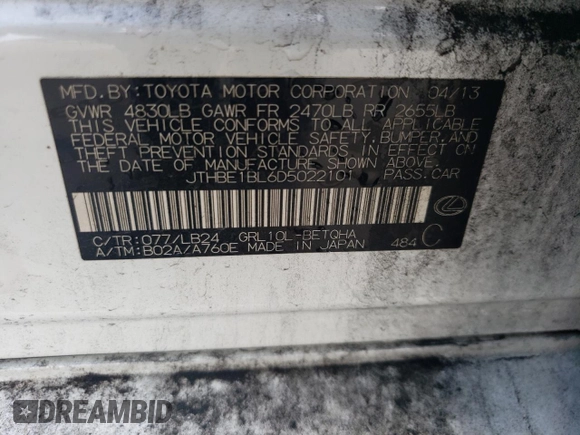 MFD.BY:TOYOTA MOTOR CORPORATION 04/13
GVWR 4830LB GAWR FR 2470LB RR 2655LB
THIS VEHICLE CONFORMS TO ALL APPLICABLE
FEDERAL MOTOR VEHICLE SAFETY,BUMPER,AND
THEFT PREVENTION STANDARDS IN EFFECT ON
THE DATE OF MANUFACTURE SHOWN ABOVE.
JTHBE1BL6D5022101 PASS.CAR
C/TR:077/LB24 GRL10L-BETQHA
A/TM:B02A/A760E MADE IN JAPAN 484 C
DREAMBID